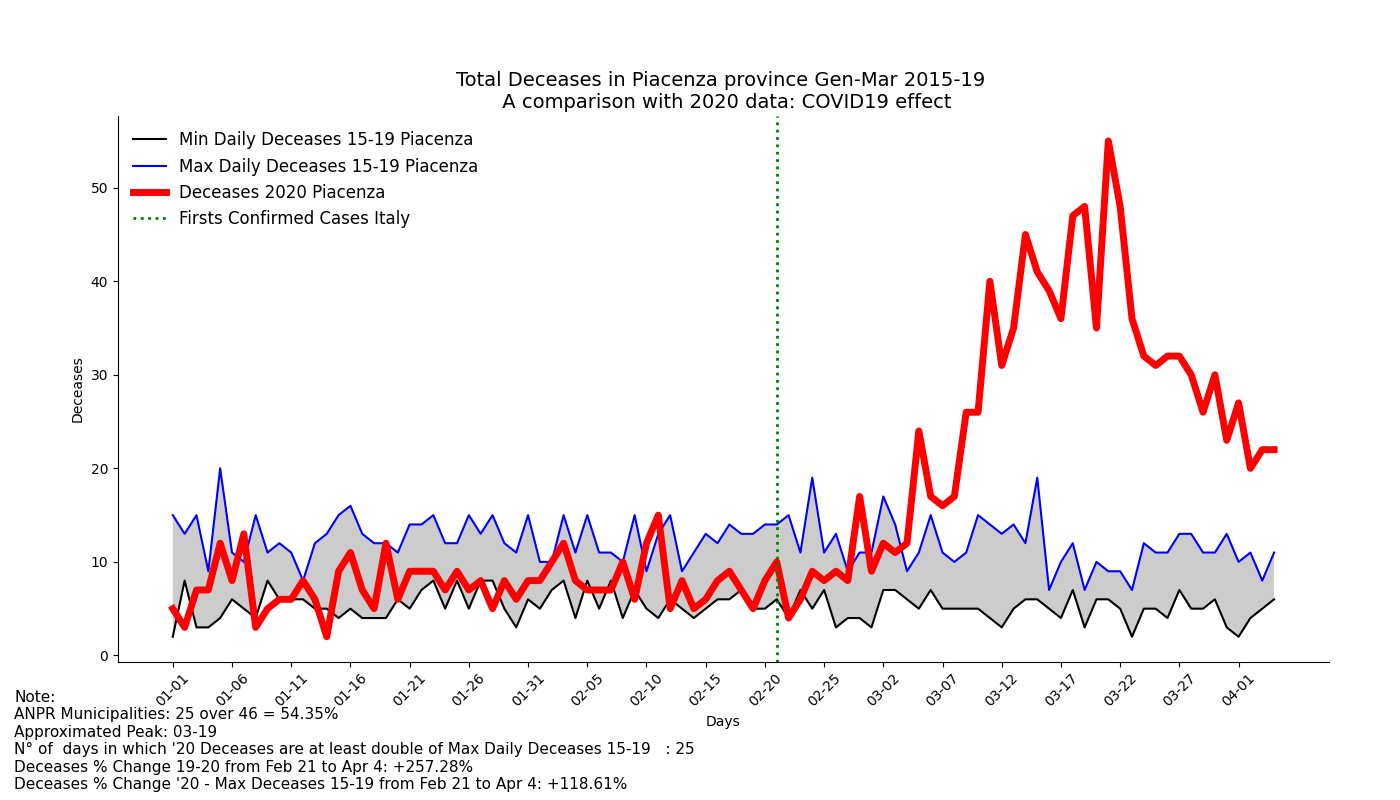 Total Deceases in Piacenza province Gen-Mar 2015-19
A comparison with 2020 data: COVID19 effect
Min Daily Deceases 15-19 Piacenza
Max Daily Deceases 15-19 Piacenza
Deceases 2020 Piacenza
Firsts Confirmed Cases Italy
Deceases
50
40
30
20
10
0
01-01 01-06 01-11 01-16 01-21 01-26 01-31 02-05 02-10 02-15 02-20 02-25 03-02 03-07 03-12 03-17 03-22 03-27 04-01
Days
Note:
ANPR Municipalities: 25 over 46 = 54.35%
Approximated Peak: 03-19
N° of  days in which '20 Deceases are at least double of Max Daily Deceases 15-19   : 25
Deceases % Change 19-20 from Feb 21 to Apr 4: +257.28%
Deceases % Change '20 - Max Deceases 15-19 from Feb 21 to Apr 4: +118.61%